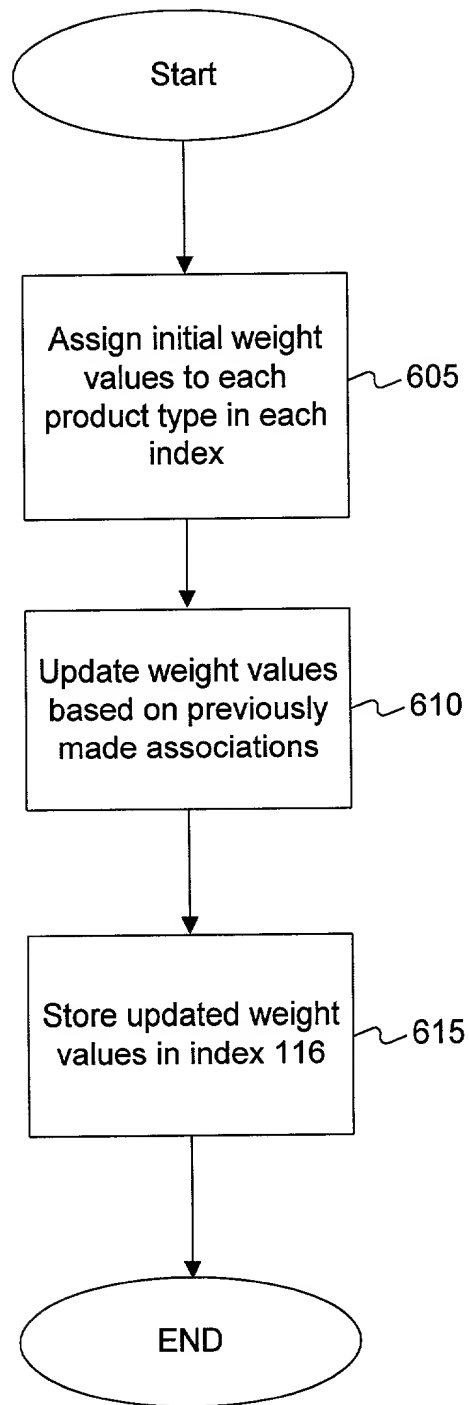 Start
Assign initial weight
values to each
product type in each
index
605
Update weight values
based on previously
made associations
610
Store updated weight
values in index 116
615
END